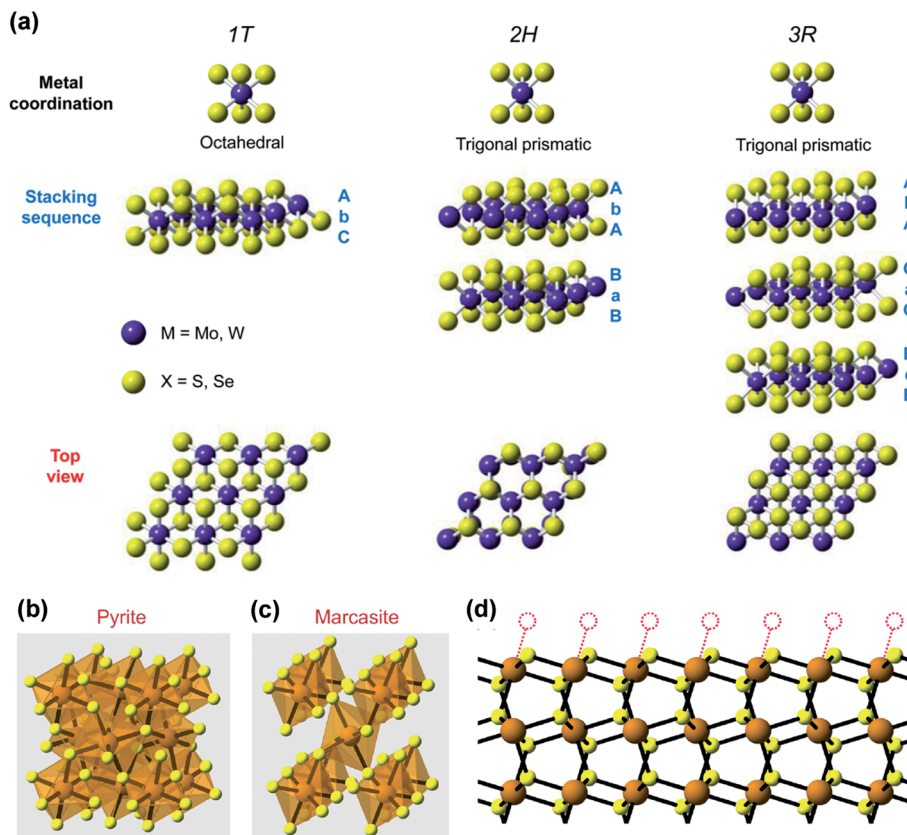 (a)
1T
2H
3R
Metal
coordination
Octahedral
Trigonal prismatic
Trigonal prismatic
Stacking
sequence
A
b
C
A
b
A
B
a
B
M = Mo, W
X = S, Se
Top
view
(b)
Pyrite
(c)
Marcasite
(d)